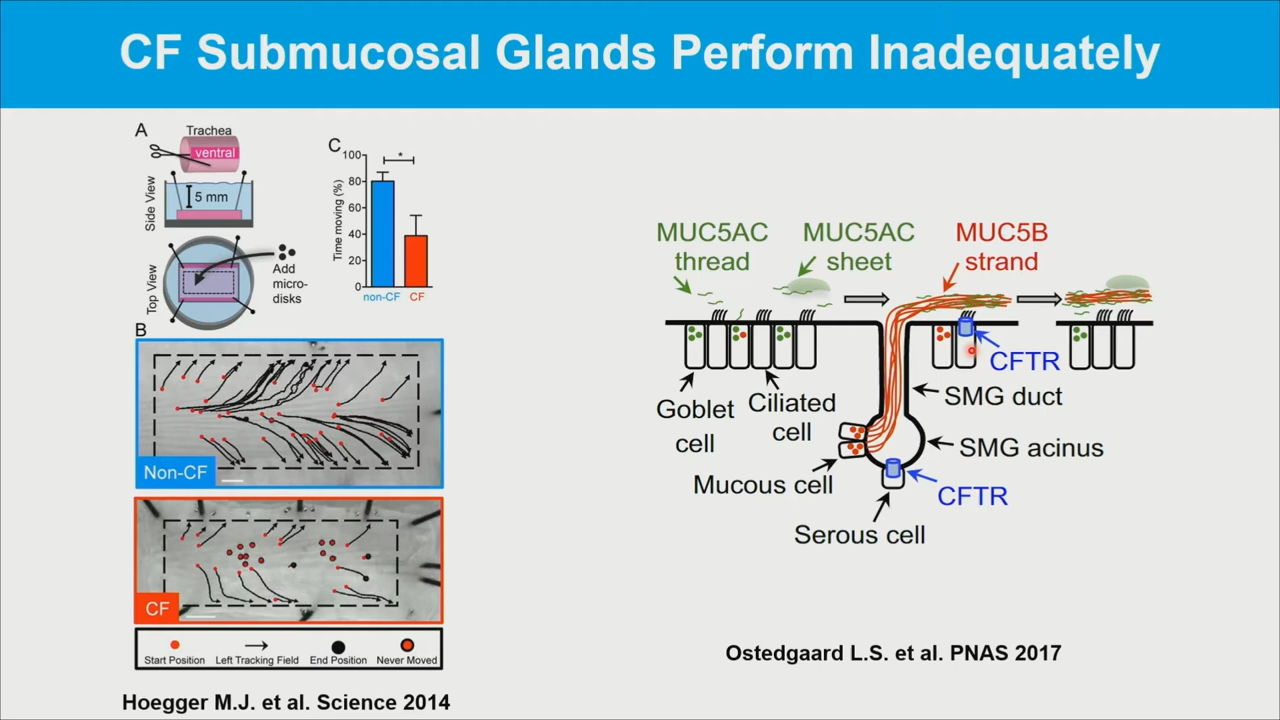 CF Submucosal Glands Perform Inadequately
A
Trachea
ventral
Side View
5 mm
Top View
Add
micro-
disks
C
Time moving (%)
100
80
60
40
20
0
*
non-CF
CF
B
Non-CF
CF
Start Position
Left Tracking Field
End Position
Never Moved
Hoegger M.J. et al. Science 2014
MUC5AC
thread
MUC5AC
sheet
MUC5B
strand
CFTR
Goblet
cell
Ciliated
cell
SMG duct
SMG acinus
Mucous cell
CFTR
Serous cell
Ostedgaard L.S. et al. PNAS 2017